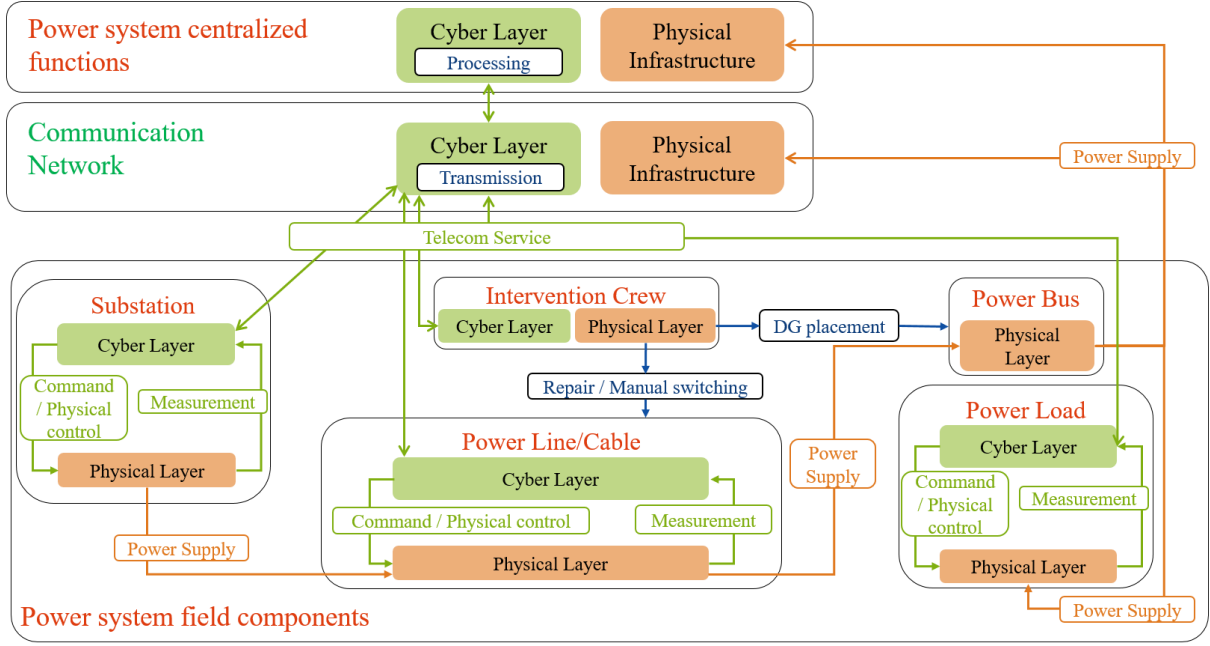 Power system centralized
functions
Cyber Layer
Processing
Physical
Infrastructure
Communication
Network
Cyber Layer
Transmission
Physical
Infrastructure
Power Supply
Telecom Service
Substation
Cyber Layer
Command
/ Physical
control
Measurement
Physical Layer
Power Supply
Intervention Crew
Cyber Layer
Physical Layer
DG placement
Repair / Manual switching
Power Bus
Physical
Layer
Power Line/Cable
Cyber Layer
Command / Physical control
Measurement
Physical Layer
Power
Supply
Power Load
Cyber Layer
Command
/ Physical
control
Measurement
Physical Layer
Power Supply
Power system field components